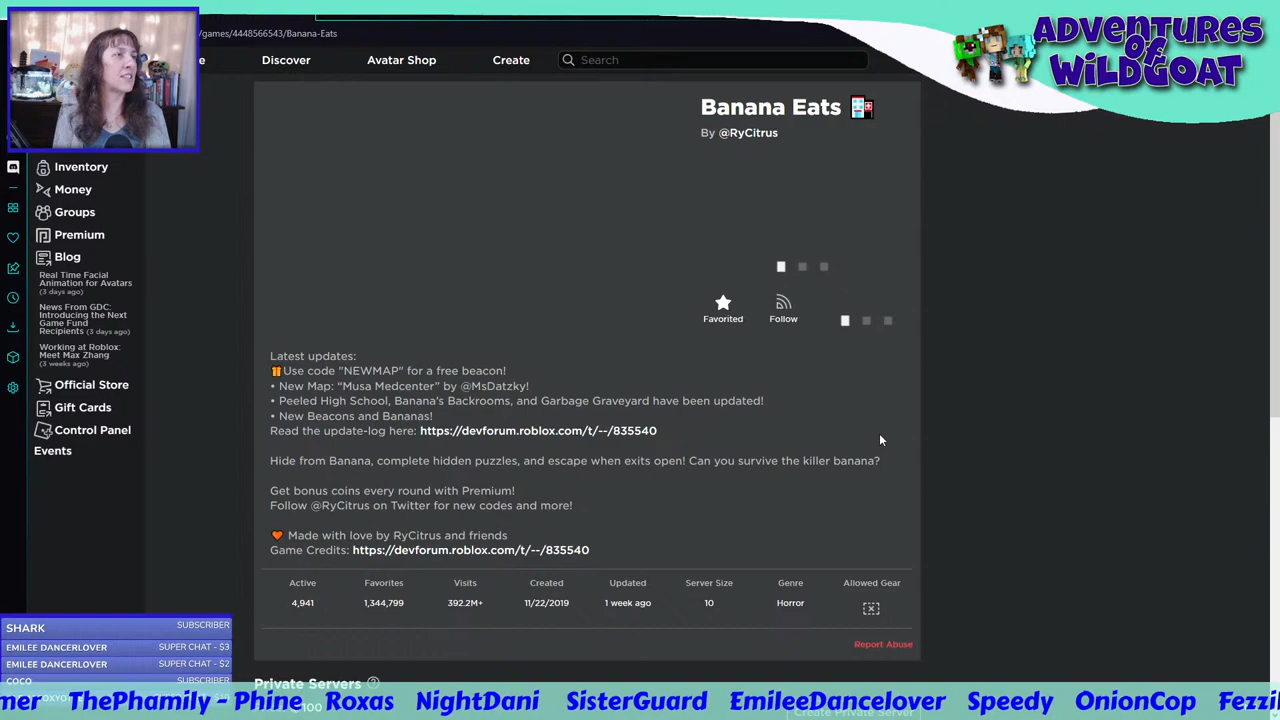 /games/4448566543/Banana-Eats
ADVENTURES
OF
WILDGOAT
Discover
Avatar Shop
Create
Search
Banana Eats
By @RyCitrus
Inventory
Money
Groups
Premium
Blog
Real Time Facial
Animation for Avatars
(3 days ago)
News From GDC:
Introducing the Next
Game Fund
Recipients (3 days ago)
Working at Roblox:
Meet Max Zhang
(3 weeks ago)
Official Store
Gift Cards
Control Panel
Events
Favorited
Follow
Latest updates:
🎁Use code "NEWMAP" for a free beacon!
• New Map: “Musa Medcenter” by @MsDatzky!
• Peeled High School, Banana's Backrooms, and Garbage Graveyard have been updated!
• New Beacons and Bananas!
Read the update-log here: https://devforum.roblox.com/t/--/835540
Hide from Banana, complete hidden puzzles, and escape when exits open! Can you survive the killer banana?
Get bonus coins every round with Premium!
Follow @RyCitrus on Twitter for new codes and more!
🧡 Made with love by RyCitrus and friends
Game Credits: https://devforum.roblox.com/t/--/835540
Active Favorites Visits Created Updated Server Size Genre Allowed Gear
4,941 1,344,799 392.2M+ 11/22/2019 1 week ago 10 Horror
Report Abuse
Private Servers
100
Create Private Server
SHARK SUBSCRIBER
EMILEE DANCERLOVER SUPER CHAT - $3
EMILEE DANCERLOVER SUPER CHAT - $2
COCO SUBSCRIBER
mer ThePhamily - Phine Roxas NightDani SisterGuard EmileeDancelover Speedy OnionCop Fezzi